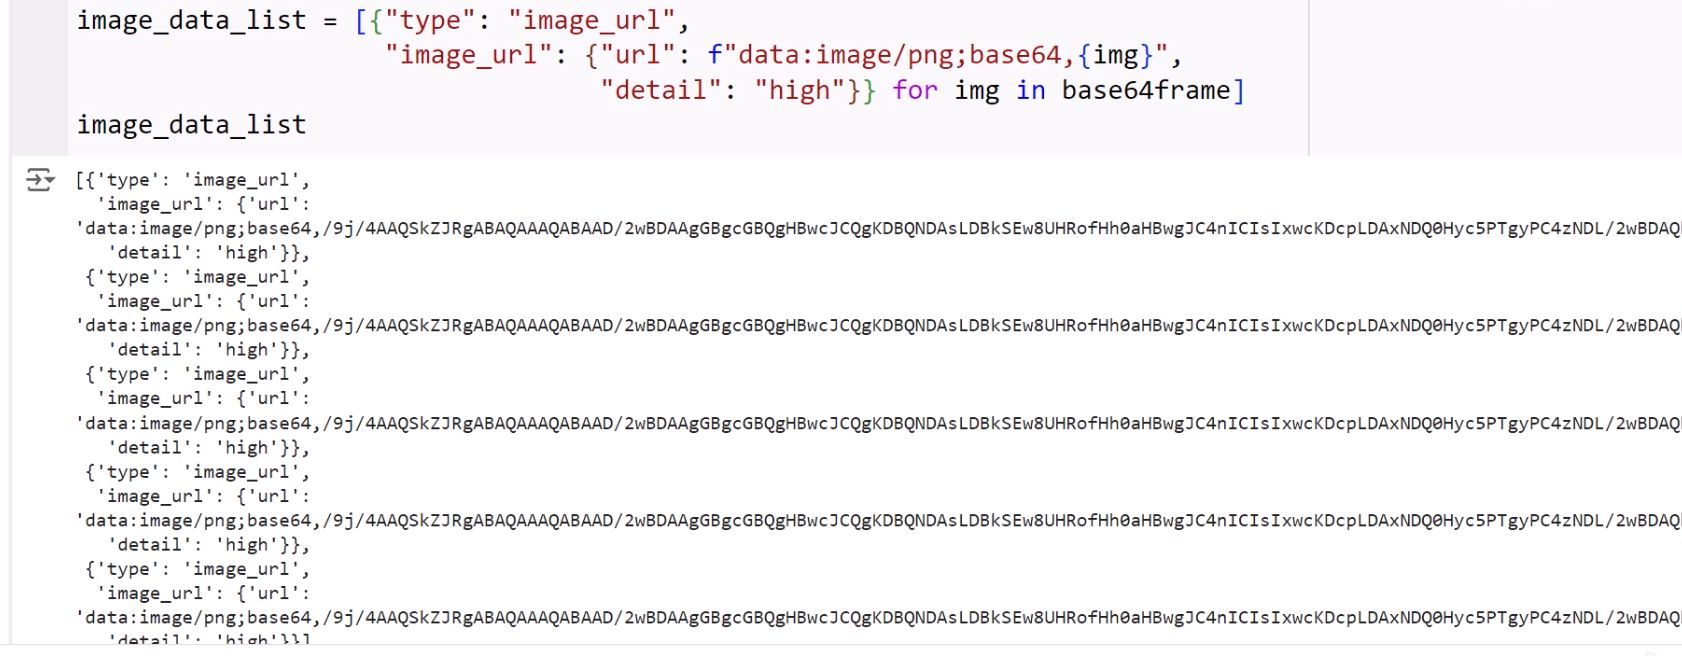 image_data_list = [{"type": "image_url",
"image_url": {"url": f"data:image/png;base64,{img}",
"detail": "high"}} for img in base64frame]
image_data_list
[{'type': 'image_url',
'image_url': {'url':
'data:image/png;base64,/9j/4AAQSkZJRgABAQAAAQABAAD/2wBDAAgGBgcGBQgHBwcJCQgKDBQNDAsLDBkSEw8UHRofHh0aHBwgJC4nICIsIxwcKDcpLDAxNDQ0Hyc5PTgyPC4zNDL/2wBDAQ
'detail': 'high'}},
{'type': 'image_url',
'image_url': {'url':
'data:image/png;base64,/9j/4AAQSkZJRgABAQAAAQABAAD/2wBDAAgGBgcGBQgHBwcJCQgKDBQNDAsLDBkSEw8UHRofHh0aHBwgJC4nICIsIxwcKDcpLDAxNDQ0Hyc5PTgyPC4zNDL/2wBDAQ
'detail': 'high'}},
{'type': 'image_url',
'image_url': {'url':
'data:image/png;base64,/9j/4AAQSkZJRgABAQAAAQABAAD/2wBDAAgGBgcGBQgHBwcJCQgKDBQNDAsLDBkSEw8UHRofHh0aHBwgJC4nICIsIxwcKDcpLDAxNDQ0Hyc5PTgyPC4zNDL/2wBDAQ
'detail': 'high'}},
{'type': 'image_url',
'image_url': {'url':
'data:image/png;base64,/9j/4AAQSkZJRgABAQAAAQABAAD/2wBDAAgGBgcGBQgHBwcJCQgKDBQNDAsLDBkSEw8UHRofHh0aHBwgJC4nICIsIxwcKDcpLDAxNDQ0Hyc5PTgyPC4zNDL/2wBDAQ
'detail': 'high'}},
{'type': 'image_url',
'image_url': {'url':
'data:image/png;base64,/9j/4AAQSkZJRgABAQAAAQABAAD/2wBDAAgGBgcGBQgHBwcJCQgKDBQNDAsLDBkSEw8UHRofHh0aHBwgJC4nICIsIxwcKDcpLDAxNDQ0Hyc5PTgyPC4zNDL/2wBDAQ
'detail': 'high'}}]